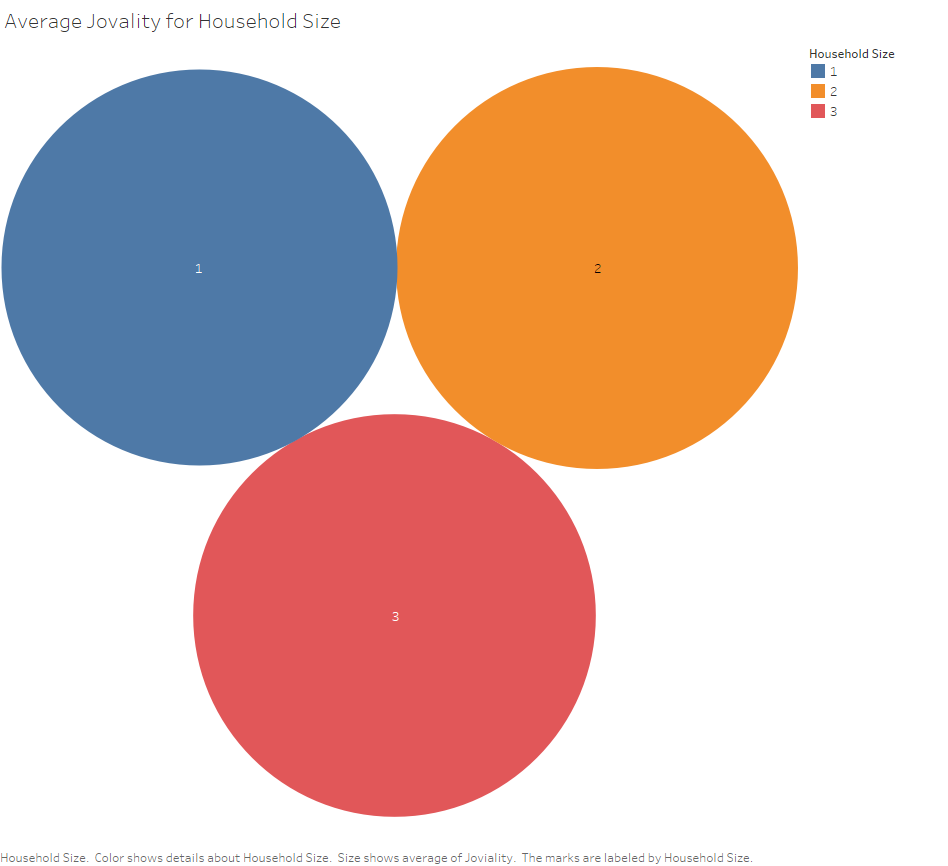 Average Jovality for Household Size
Household Size
1
2
3
1
2
3
Household Size.  Color shows details about Household Size.  Size shows average of Joviality.  The marks are labeled by Household Size.